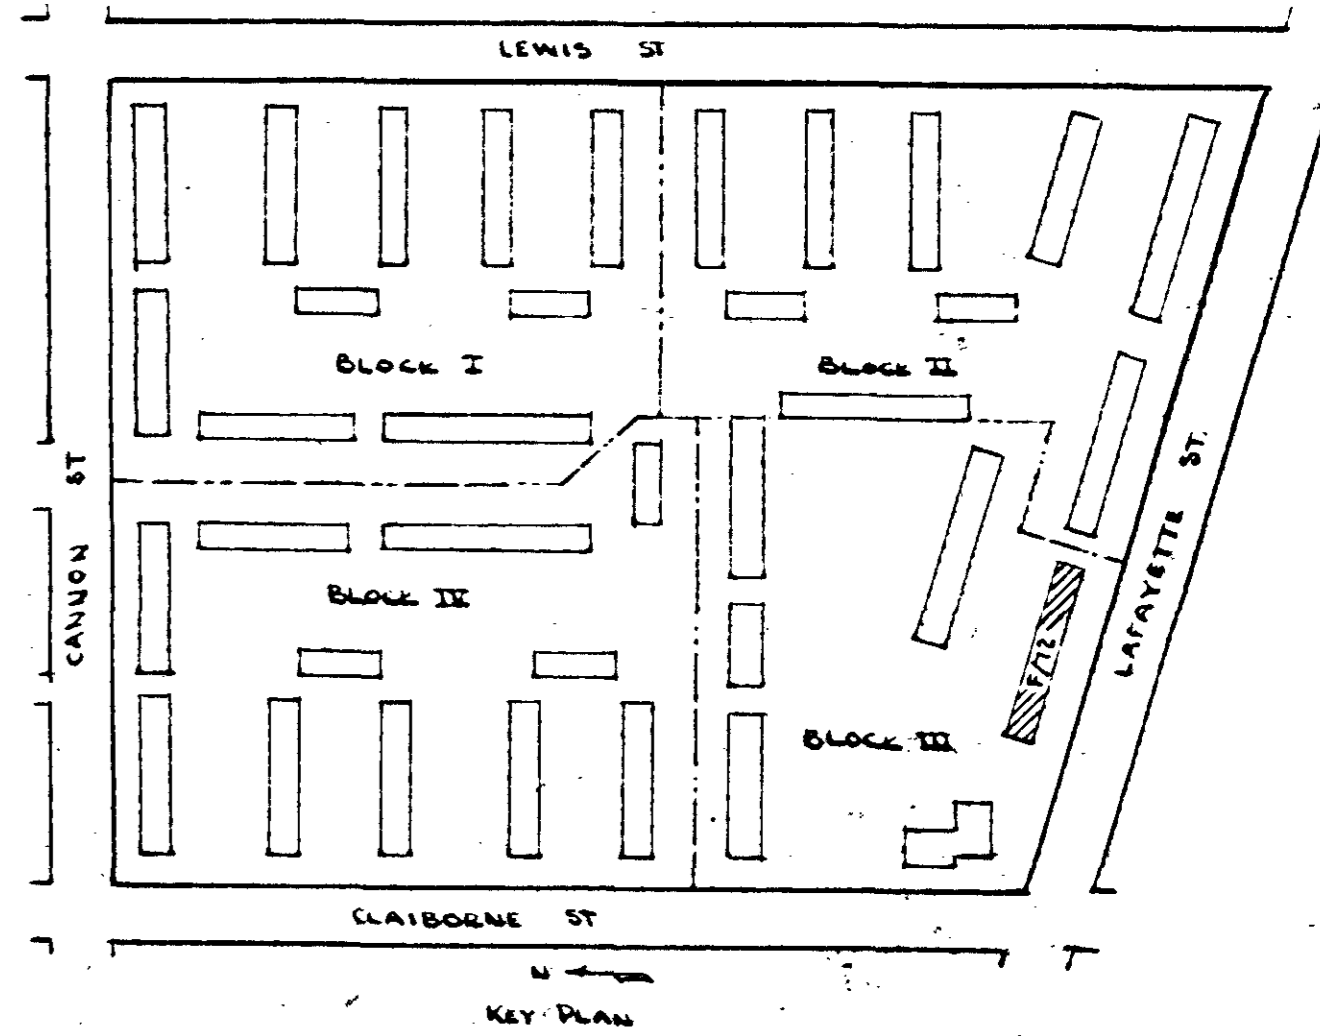 LEWIS ST
BLOCK I
BLOCK II
CANNON ST
LAFAYETTE ST.
BLOCK IV
F/12
BLOCK III
CLAIBORNE ST
N
KEY PLAN